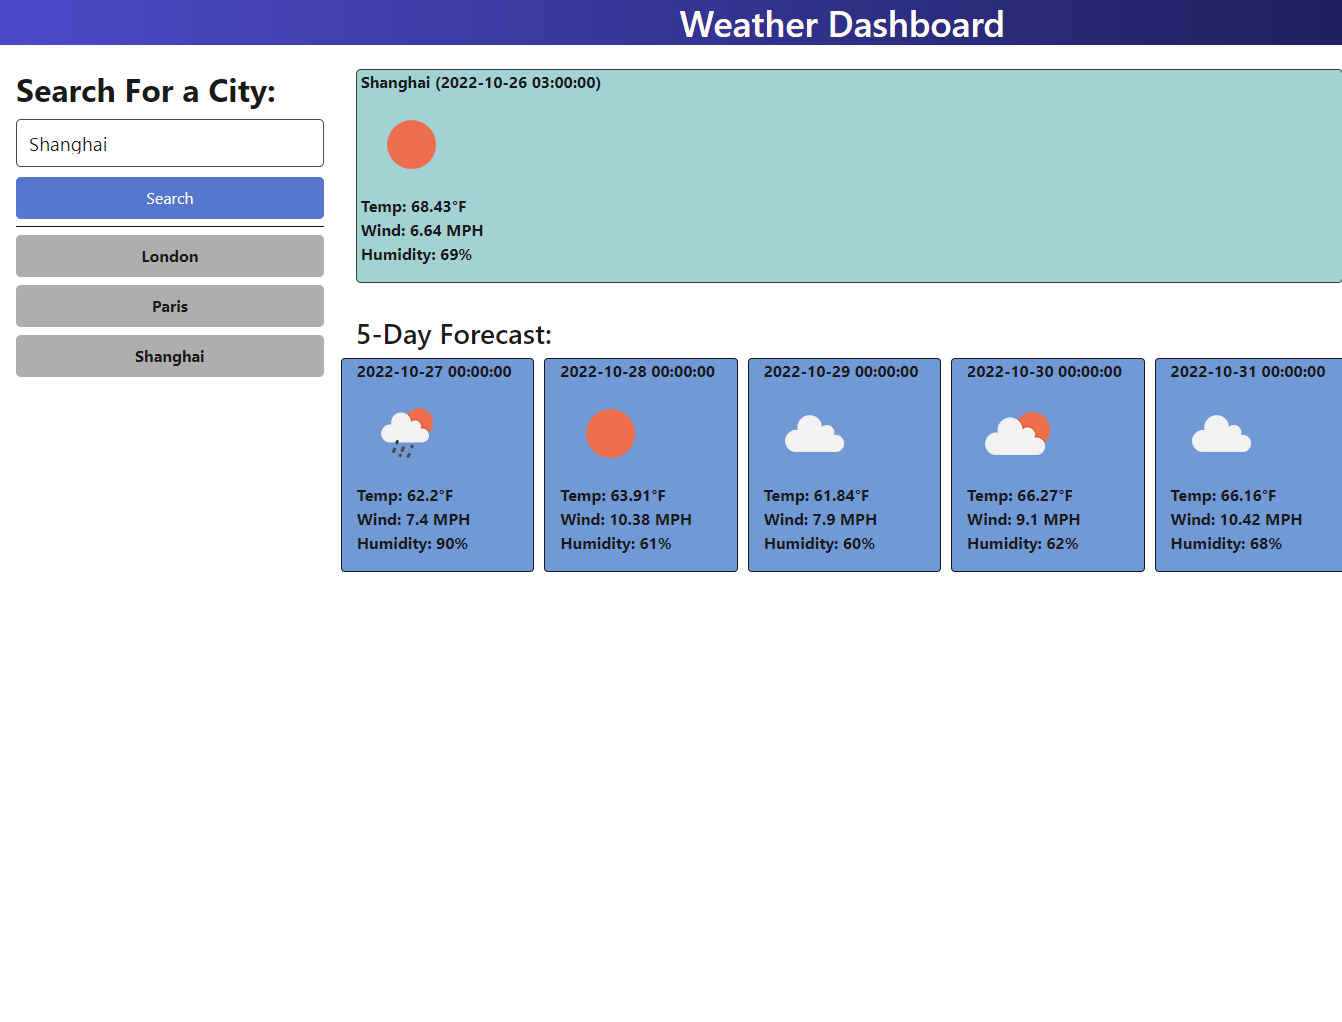 Weather Dashboard
Search For a City:
Shanghai
Search
London
Paris
Shanghai
Shanghai (2022-10-26 03:00:00)
Temp: 68.43°F
Wind: 6.64 MPH
Humidity: 69%
5-Day Forecast:
2022-10-27 00:00:00
Temp: 62.2°F
Wind: 7.4 MPH
Humidity: 90%
2022-10-28 00:00:00
Temp: 63.91°F
Wind: 10.38 MPH
Humidity: 61%
2022-10-29 00:00:00
Temp: 61.84°F
Wind: 7.9 MPH
Humidity: 60%
2022-10-30 00:00:00
Temp: 66.27°F
Wind: 9.1 MPH
Humidity: 62%
2022-10-31 00:00:00
Temp: 66.16°F
Wind: 10.42 MPH
Humidity: 68%